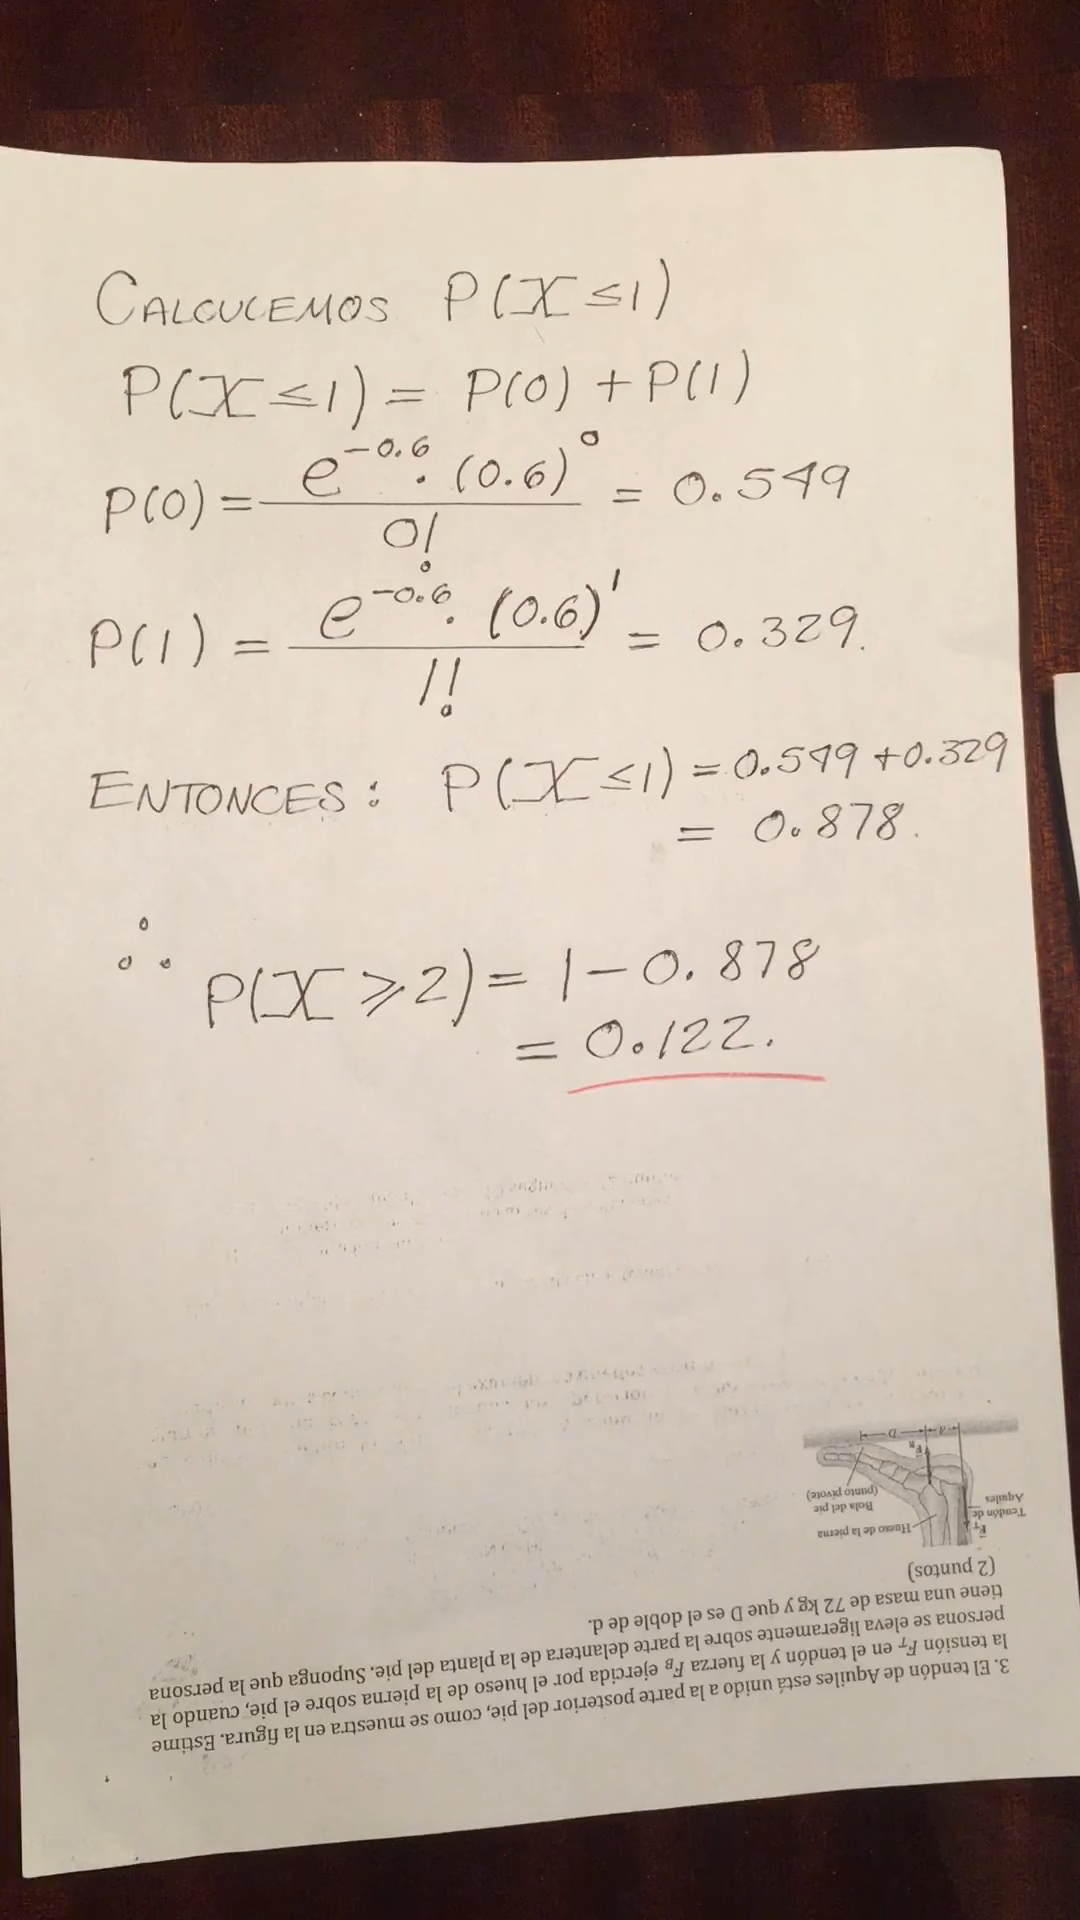 CALCULEMOS P(X ≤ 1)
P(X ≤ 1) = P(0) + P(1)
P(0) = e^-0.6 · (0.6)^0 / 0! = 0.549
P(1) = e^-0.6 · (0.6)^1 / 1! = 0.329.
ENTONCES: P(X ≤ 1) = 0.549 + 0.329
= 0.878.
∴ P(X ⩾ 2) = 1 - 0.878
= 0.122.
3. El tendón de Aquiles está unido a la parte posterior del pie, como se muestra en la figura. Estime
la tensión F_T en el tendón y la fuerza F_B ejercida por el hueso de la pierna sobre el pie, cuando la
persona se eleva ligeramente sobre la parte delantera de la planta del pie. Suponga que la persona
tiene una masa de 72 kg y que D es el doble de d.
(2 puntos)
F_T
Tendón de
Aquiles
Hueso de la pierna
Bola del pie
(punto pivote)
d
D